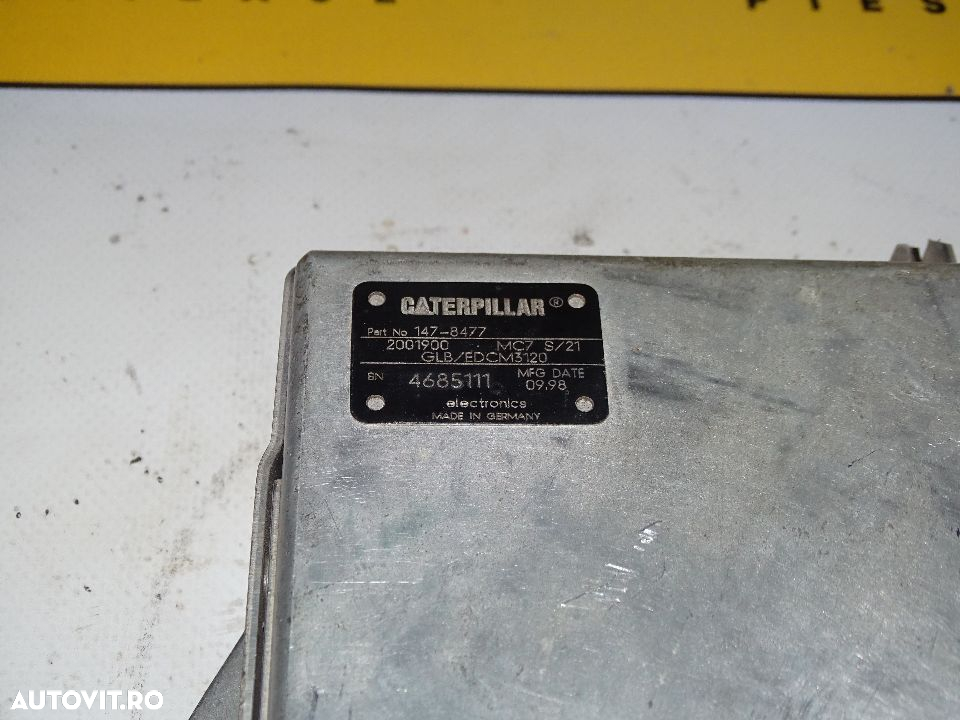 PIES
CATERPILLAR ®
Part No 147-8477
2001900 MC7 S/21
GLB/EDCM3120
SN 4685111 MFG DATE 09.98
electronics
MADE IN GERMANY
AUTOVIT.RO